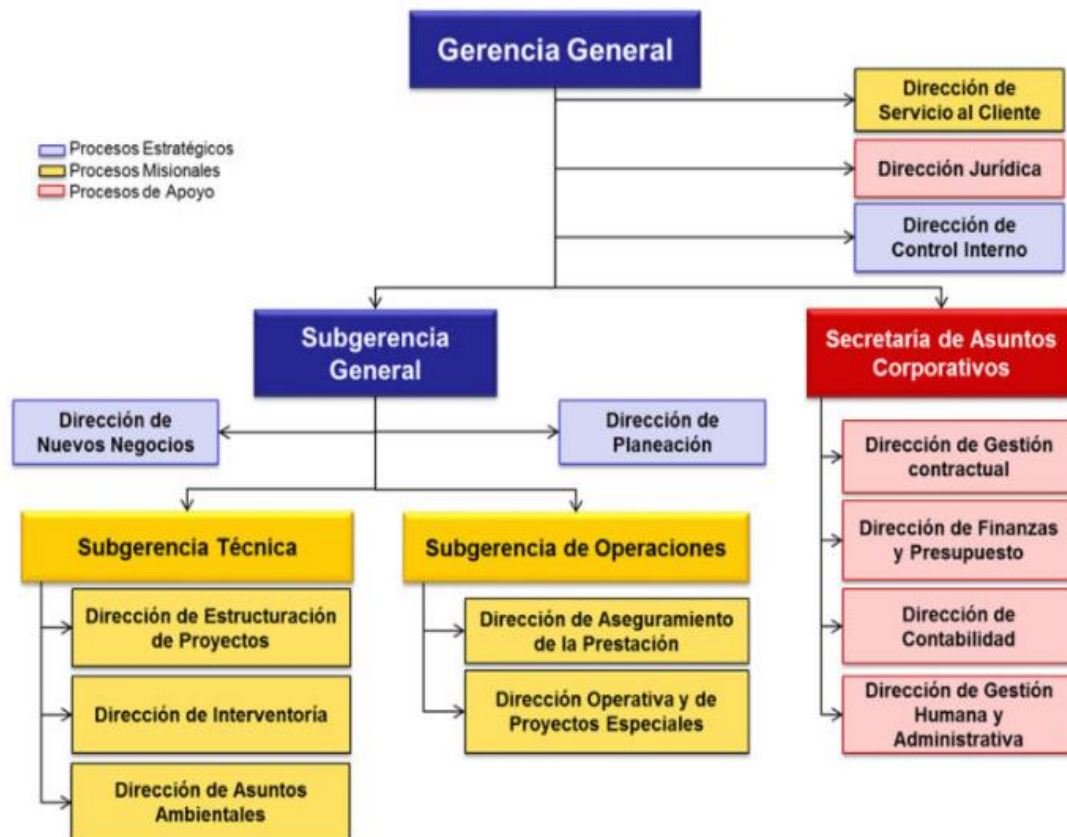 Gerencia General
Dirección de
Servicio al Cliente
Procesos Estratégicos
Procesos Misionales
Procesos de Apoyo
Dirección Jurídica
Dirección de
Control Interno
Subgerencia
General
Secretaría de Asuntos
Corporativos
Dirección de
Nuevos Negocios
Dirección de
Planeación
Dirección de Gestión
contractual
Subgerencia Técnica
Subgerencia de Operaciones
Dirección de Finanzas
y Presupuesto
Dirección de Estructuración
de Proyectos
Dirección de Aseguramiento
de la Prestación
Dirección de
Contabilidad
Dirección de Interventoría
Dirección Operativa y de
Proyectos Especiales
Dirección de Gestión
Humana y
Administrativa
Dirección de Asuntos
Ambientales